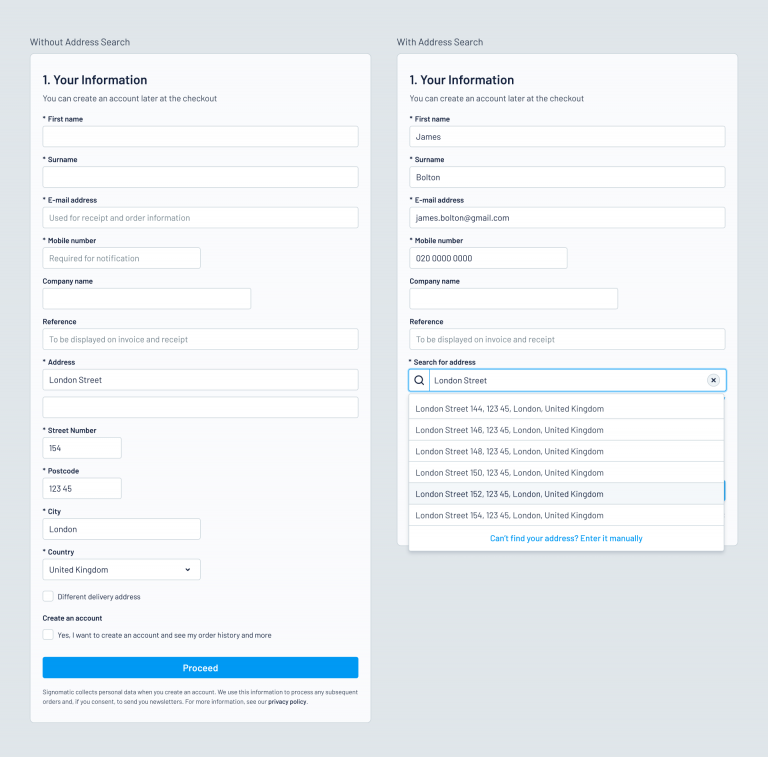 Without Address Search
1. Your Information
You can create an account later at the checkout
* First name
* Surname
* E-mail address
Used for receipt and order information
* Mobile number
Required for notification
Company name
Reference
To be displayed on invoice and receipt
* Address
London Street
* Street Number
154
* Postcode
123 45
* City
London
* Country
United Kingdom
Different delivery address
Create an account
Yes, I want to create an account and see my order history and more
Proceed
Signomatic collects personal data when you create an account. We use this information to process any subsequent
orders and, if you consent, to send you newsletters. For more information, see our privacy policy.
With Address Search
1. Your Information
You can create an account later at the checkout
* First name
James
* Surname
Bolton
* E-mail address
james.bolton@gmail.com
* Mobile number
020 0000 0000
Company name
Reference
To be displayed on invoice and receipt
* Search for address
London Street
London Street 144, 123 45, London, United Kingdom
London Street 146, 123 45, London, United Kingdom
London Street 148, 123 45, London, United Kingdom
London Street 150, 123 45, London, United Kingdom
London Street 152, 123 45, London, United Kingdom
London Street 154, 123 45, London, United Kingdom
Can't find your address? Enter it manually